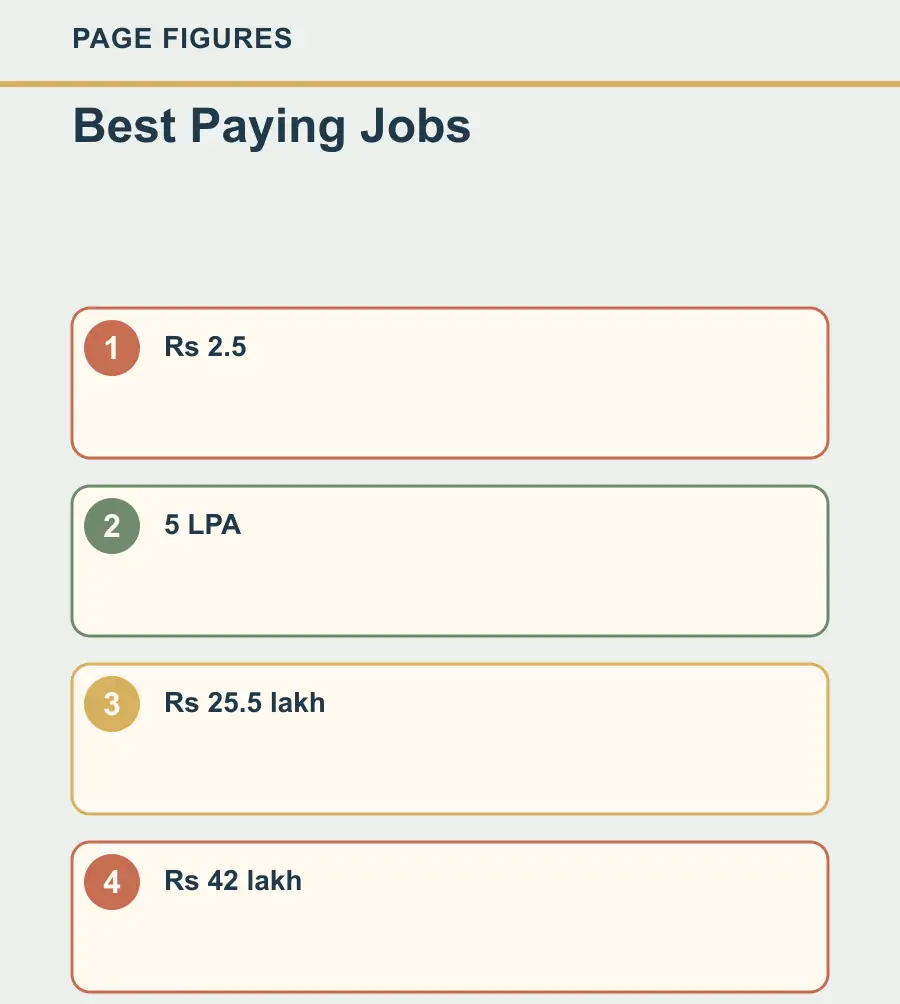 PAGE FIGURES
Best Paying Jobs
1 Rs 2.5
2 5 LPA
3 Rs 25.5 lakh
4 Rs 42 lakh